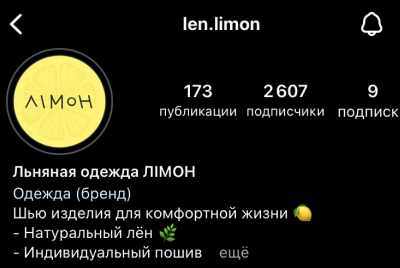 len.limon
ΛIMOH
173
2 607
9
публикации
подписчики
подписк
Льняная одежда ЛІМОН
Одежда (бренд)
Шью изделия для комфортной жизни 🍋
- Натуральный лён 🌿
- Индивидуальный пошив ещё